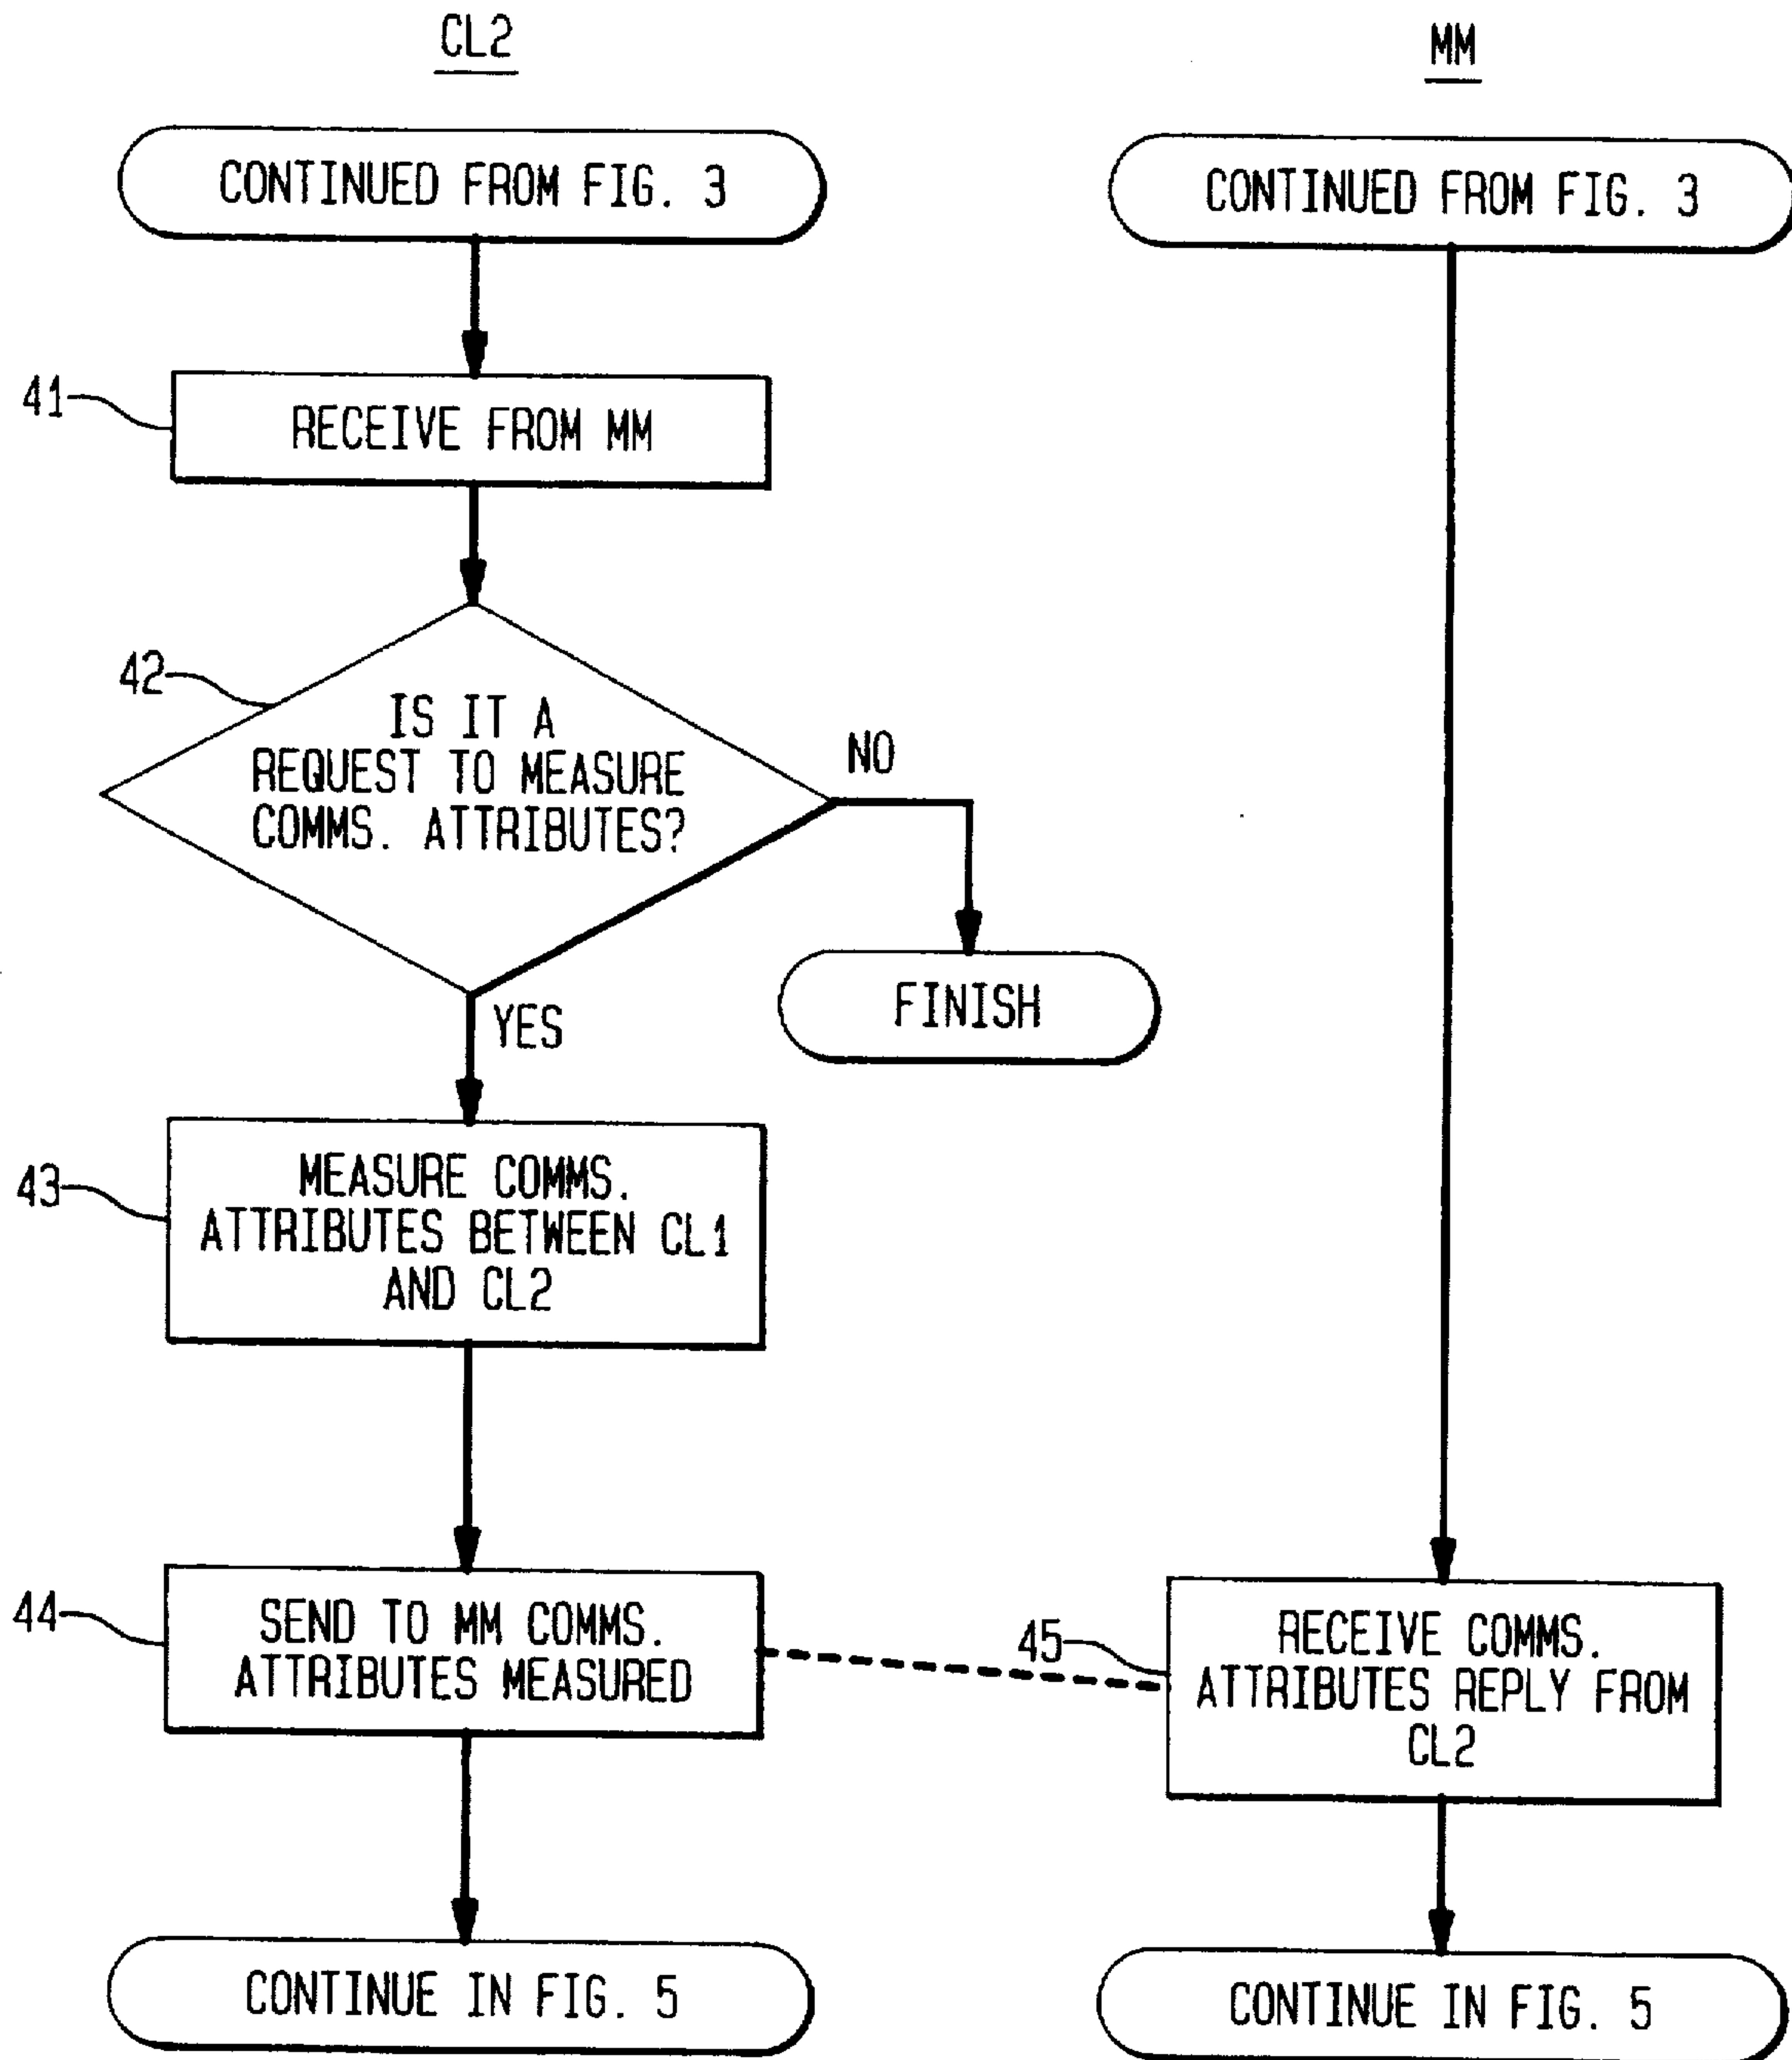 CL2
CONTINUED FROM FIG. 3
41
RECEIVE FROM MM
42
IS IT A
REQUEST TO MEASURE
COMMS. ATTRIBUTES?
NO
FINISH
YES
43
MEASURE COMMS.
ATTRIBUTES BETWEEN CL1
AND CL2
44
SEND TO MM COMMS.
ATTRIBUTES MEASURED
CONTINUE IN FIG. 5
MM
CONTINUED FROM FIG. 3
45
RECEIVE COMMS.
ATTRIBUTES REPLY FROM
CL2
CONTINUE IN FIG. 5